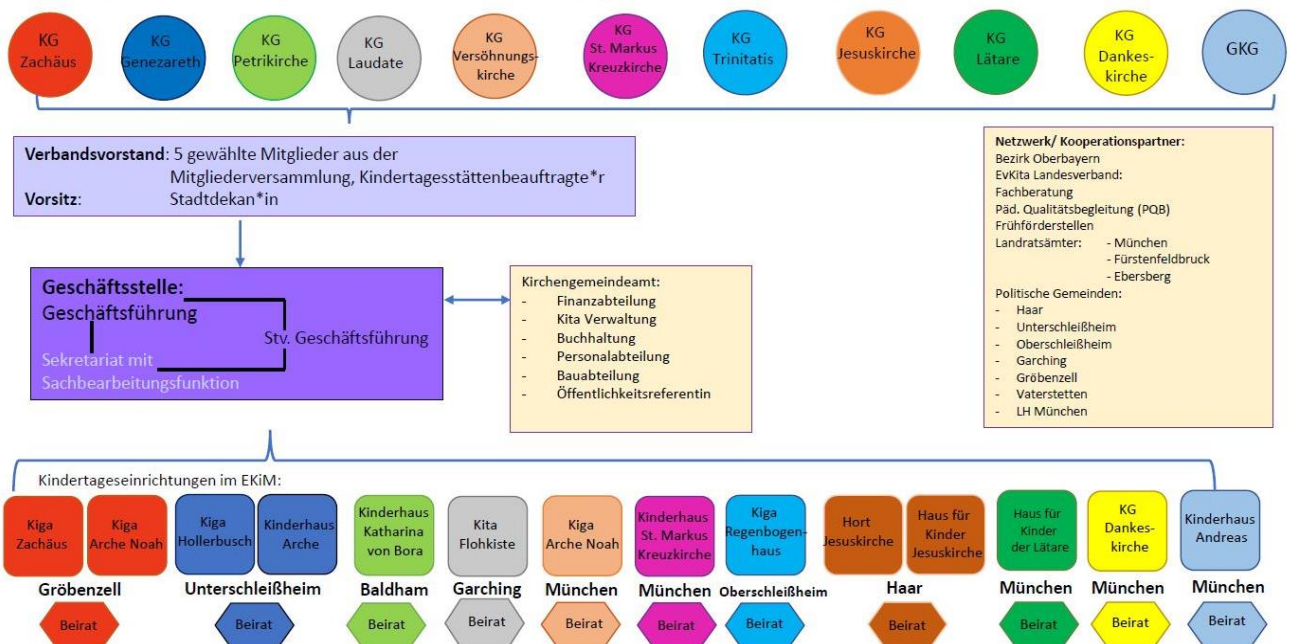 KG
Zachäus
KG
Genezareth
KG
Petrikirche
KG
Laudate
KG
Versöhnungs-
kirche
KG
St. Markus
Kreuzkirche
KG
Trinitatis
KG
Jesuskirche
KG
Lätare
KG
Dankes-
kirche
GKG
Verbandsvorstand: 5 gewählte Mitglieder aus der
Mitgliederversammlung, Kindertagesstättenbeauftragte*r
Vorsitz: Stadtdekan*in
Netzwerk/ Kooperationspartner:
Bezirk Oberbayern
EvKita Landesverband:
Fachberatung
Päd. Qualitätsbegleitung (PQB)
Frühförderstellen
Landratsämter: - München
- Fürstenfeldbruck
- Ebersberg
Politische Gemeinden:
- Haar
- Unterschleißheim
- Oberschleißheim
- Garching
- Gröbenzell
- Vaterstetten
- LH München
Geschäftsstelle:
Geschäftsführung
Stv. Geschäftsführung
Sekretariat mit
Sachbearbeitungsfunktion
Kirchengemeindeamt:
- Finanzabteilung
- Kita Verwaltung
- Buchhaltung
- Personalabteilung
- Bauabteilung
- Öffentlichkeitsreferentin
Kindertageseinrichtungen im EKiM:
Kiga
Zachäus
Kiga
Arche Noah
Kiga
Hollerbusch
Kinderhaus
Arche
Kinderhaus
Katharina
von Bora
Kita
Flohkiste
Kiga
Arche Noah
Kinderhaus
St. Markus
Kreuzkirche
Kiga
Regenbogen-
haus
Hort
Jesuskirche
Haus für
Kinder
Jesuskirche
Haus für
Kinder
der Lätare
KG
Dankes-
kirche
Kinderhaus
Andreas
Gröbenzell
Unterschleißheim
Baldham
Garching
München
München
Oberschleißheim
Haar
München
München
München
Beirat
Beirat
Beirat
Beirat
Beirat
Beirat
Beirat
Beirat
Beirat
Beirat
Beirat